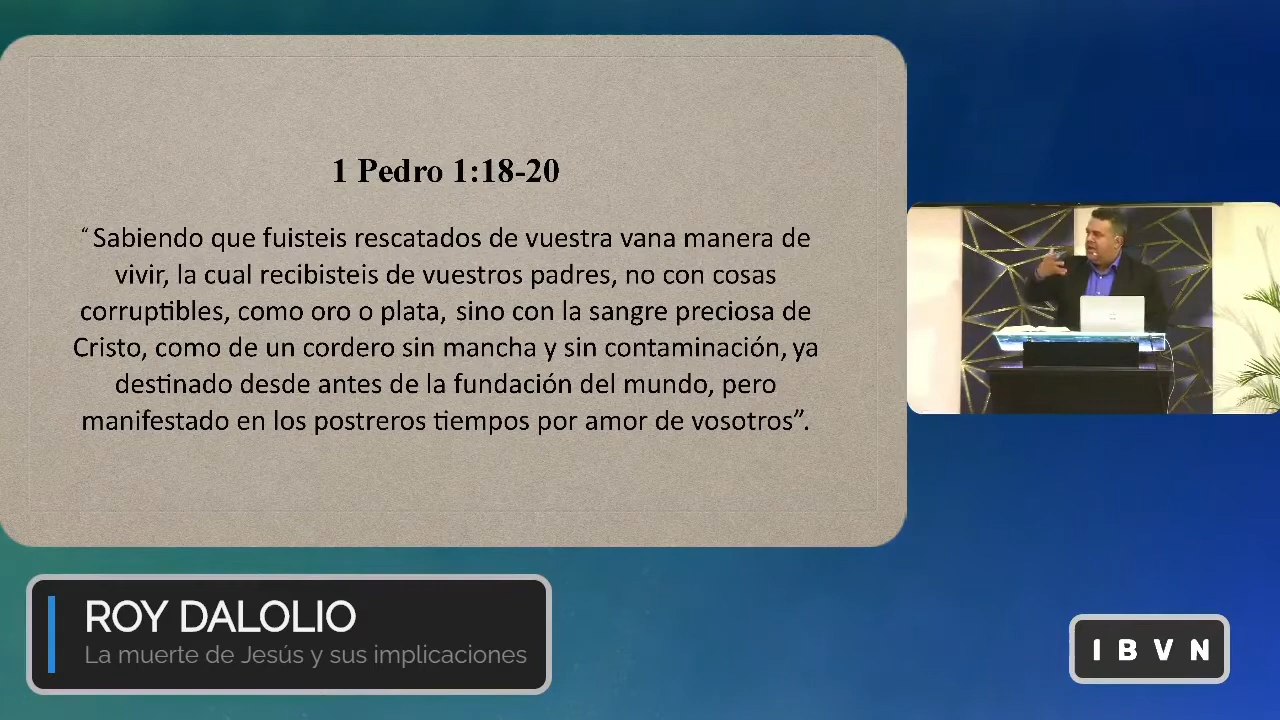 1 Pedro 1:18-20
“Sabiendo que fuisteis rescatados de vuestra vana manera de
vivir, la cual recibisteis de vuestros padres, no con cosas
corruptibles, como oro o plata, sino con la sangre preciosa de
Cristo, como de un cordero sin mancha y sin contaminación, ya
destinado desde antes de la fundación del mundo, pero
manifestado en los postreros tiempos por amor de vosotros”.
ROY DALOLIO
La muerte de Jesús y sus implicaciones
IBVN